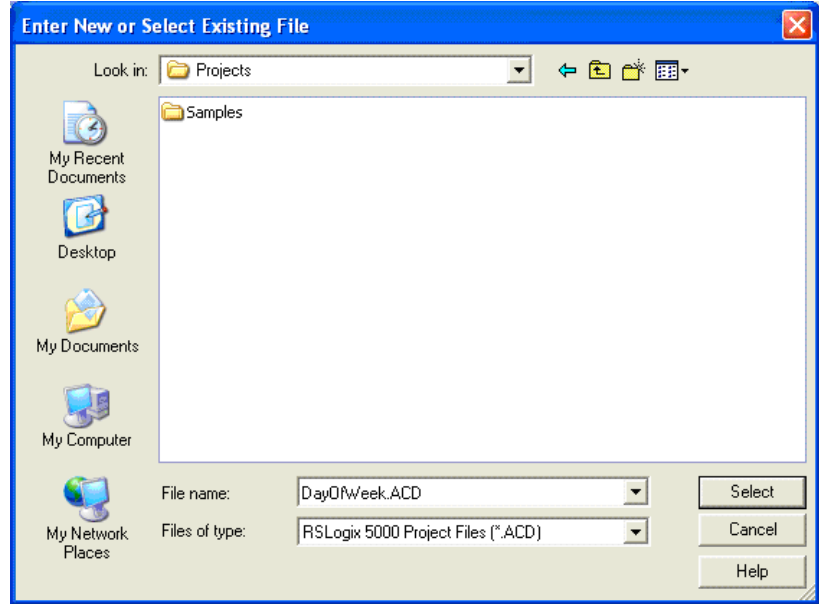 Enter New or Select Existing File
Look in: Projects
Samples
My Recent
Documents
Desktop
My Documents
My Computer
My Network
Places
File name: DayOfWeek.ACD
Select
Files of type: RSLogix 5000 Project Files (*.ACD)
Cancel
Help